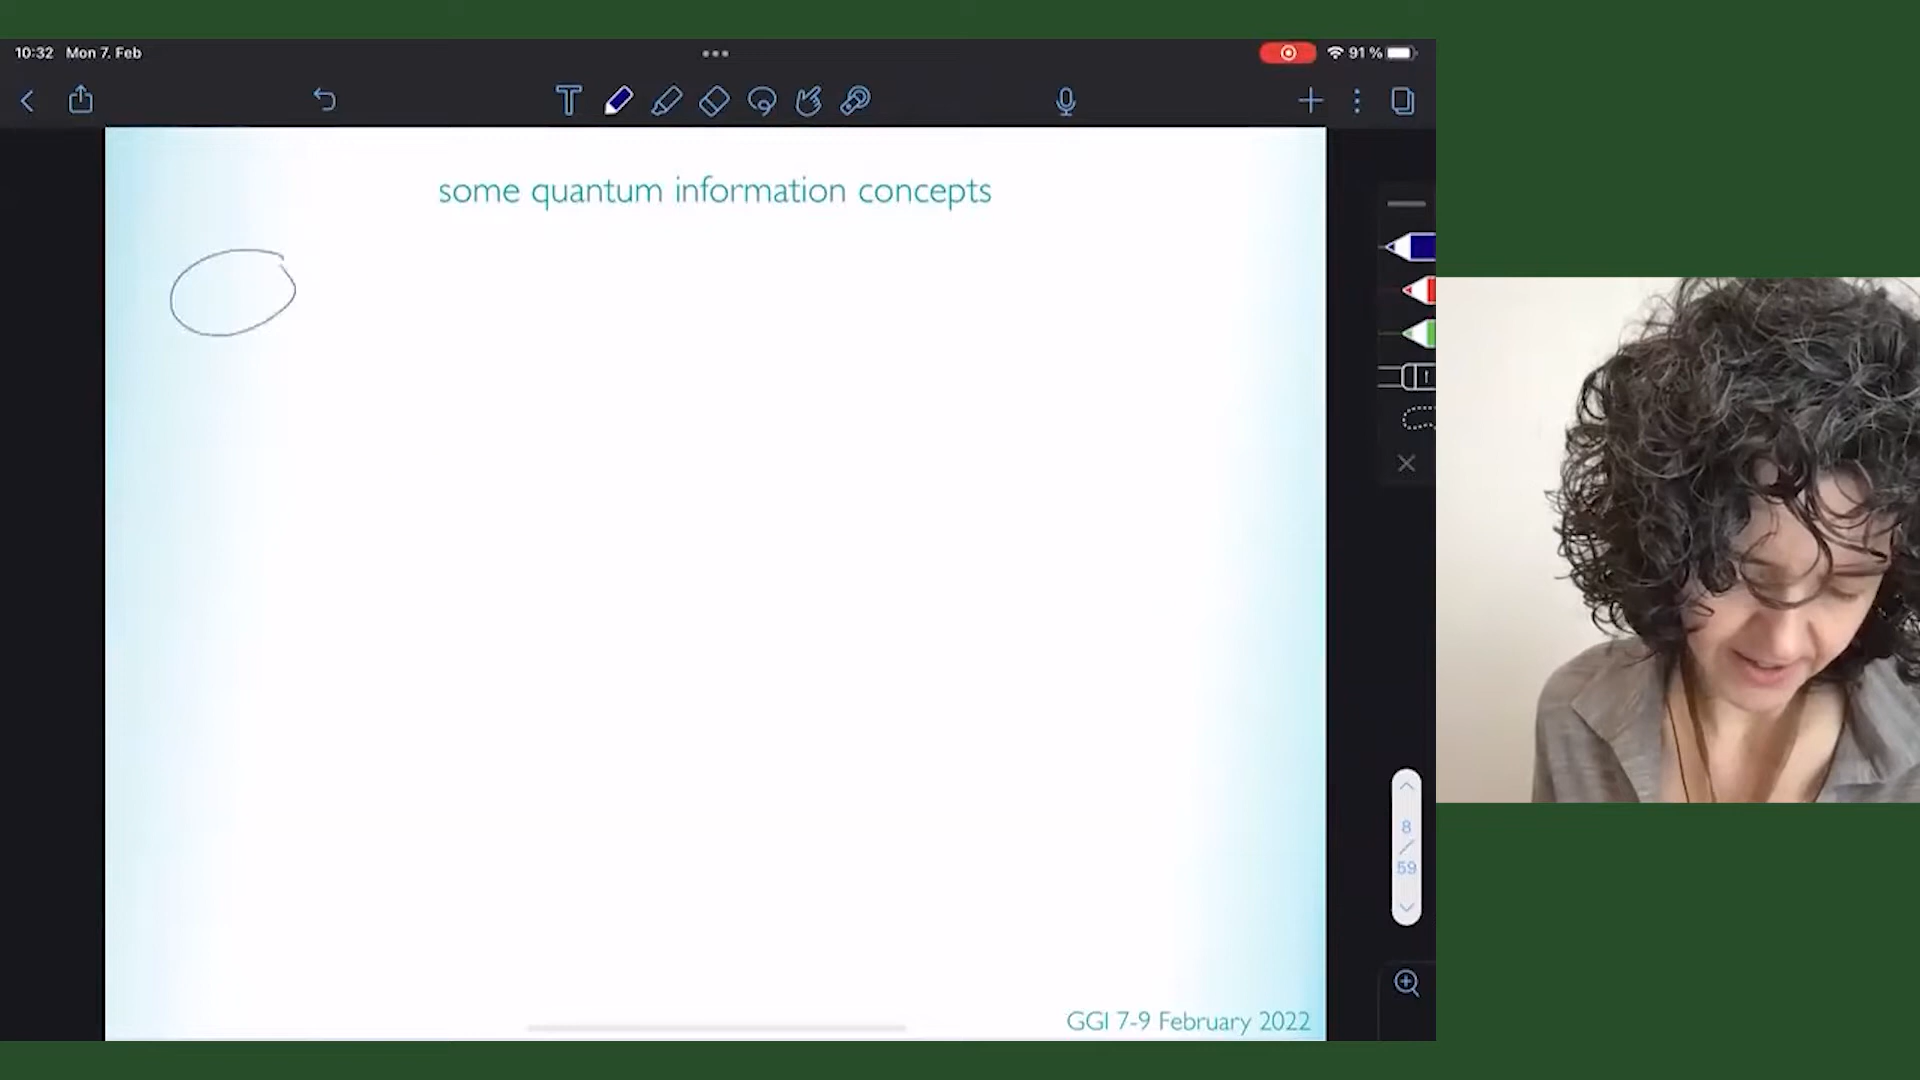 10:32 Mon 7. Feb
91 %
T
some quantum information concepts
8
/
59
GGI 7-9 February 2022